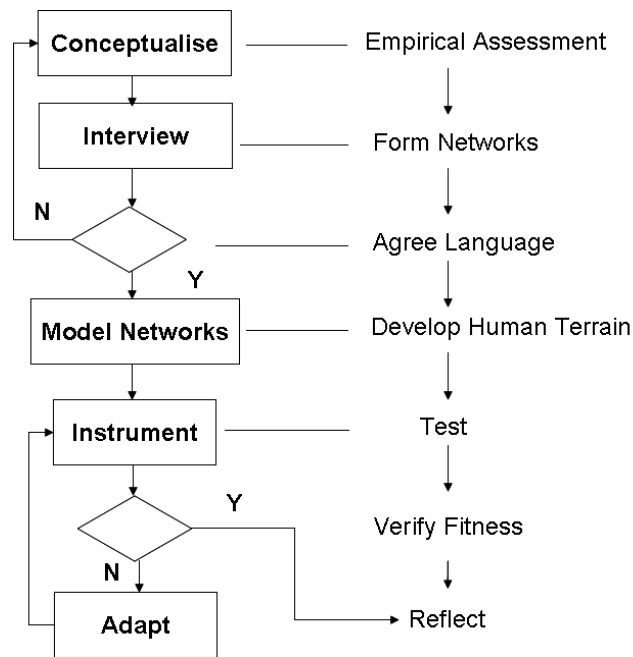 Conceptualise
Empirical Assessment
Interview
Form Networks
N
Agree Language
Y
Model Networks
Develop Human Terrain
Instrument
Test
Y
Verify Fitness
N
Adapt
Reflect